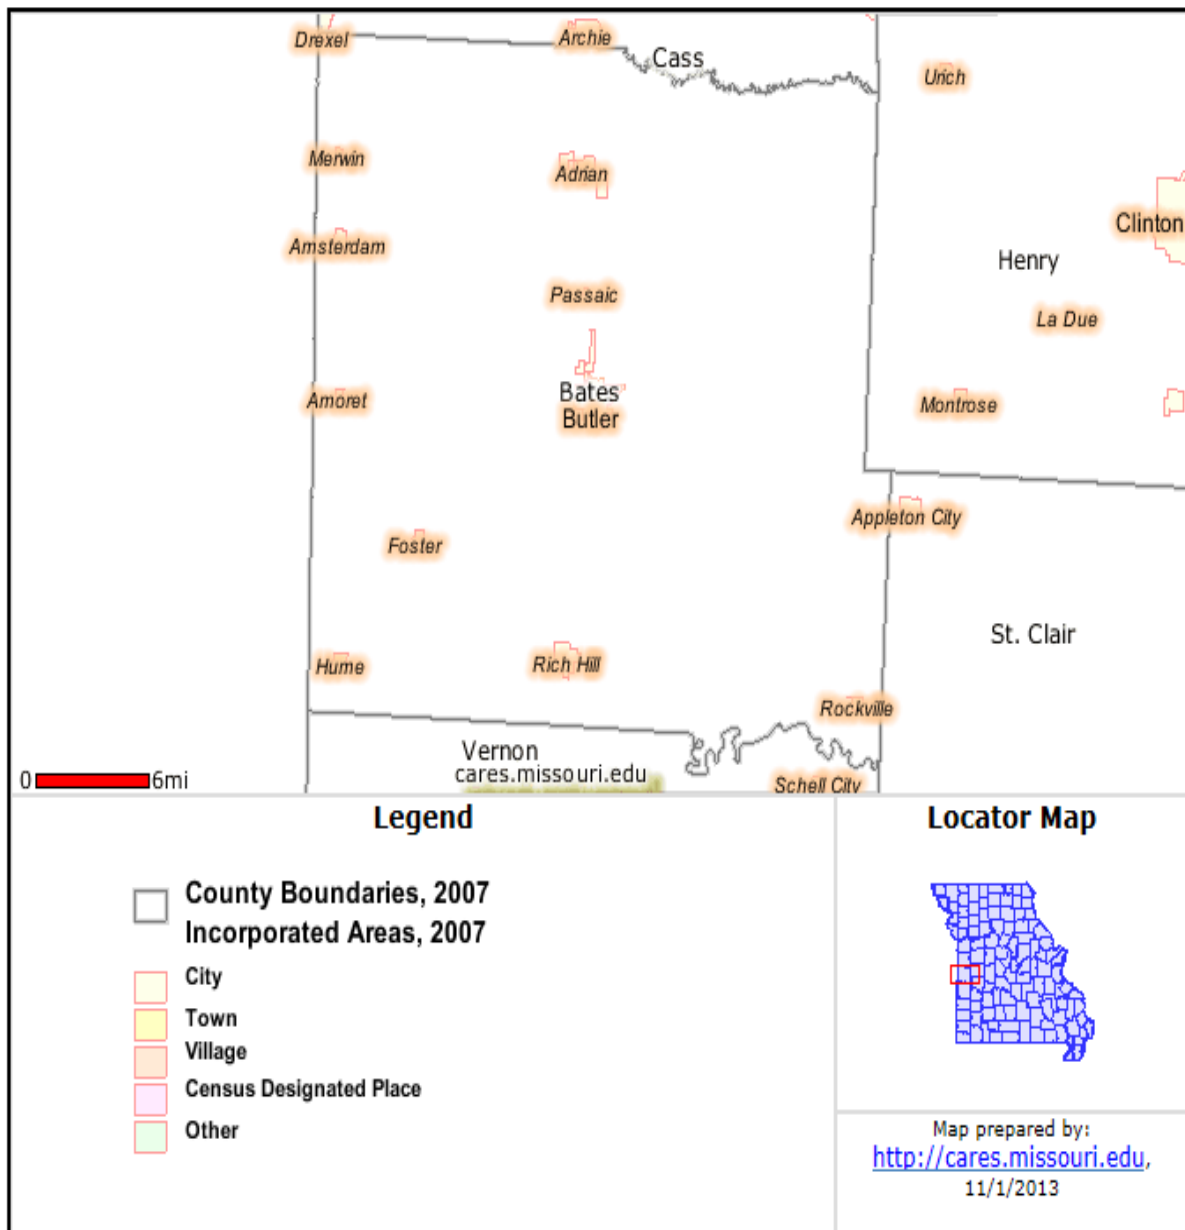 Drexel
Archie
Cass
Urich
Merwin
Adrian
Clinton
Amsterdam
Henry
Passaic
La Due
Bates
Amoret
Montrose
Butler
Appleton City
Foster
St. Clair
Hume
Rich Hill
Rockville
Vernon
0 6mi
cares.missouri.edu
Schell City
Legend
County Boundaries, 2007
Incorporated Areas, 2007
City
Town
Village
Census Designated Place
Other
Locator Map
Map prepared by:
http://cares.missouri.edu,
11/1/2013